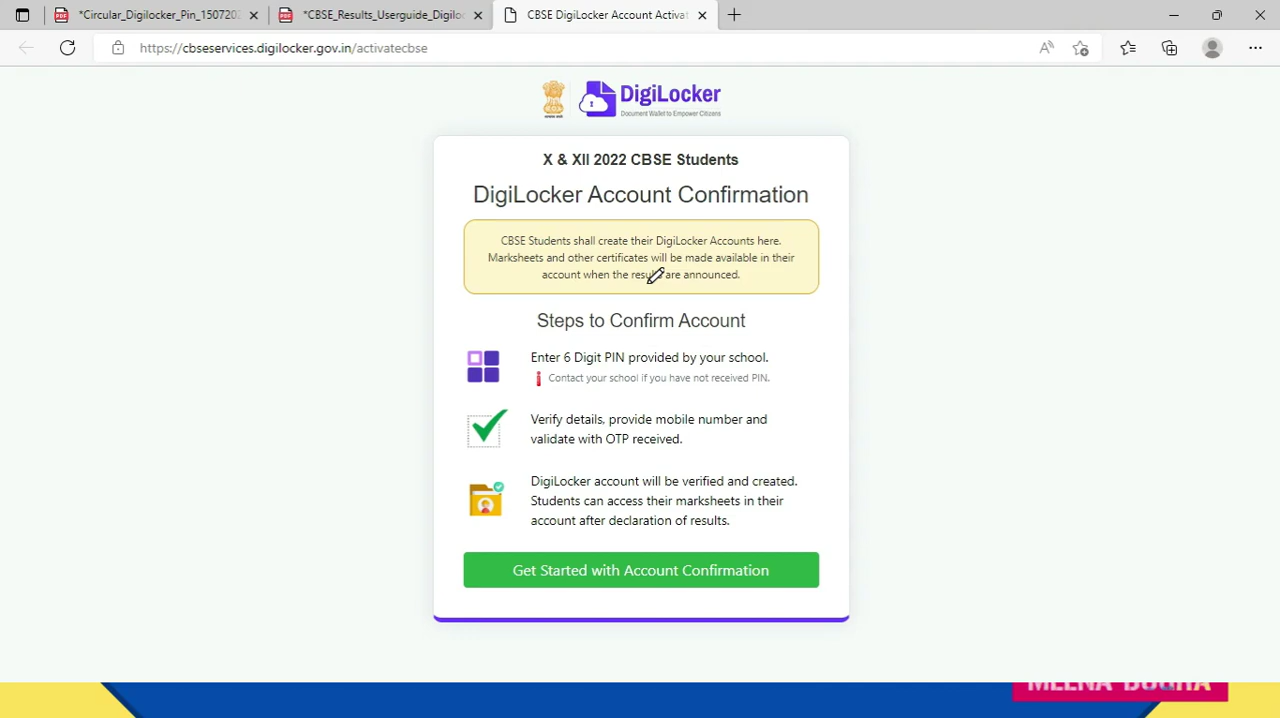 *Circular_Digilocker_Pin_1507202
*CBSE_Results_Userguide_Digiloc
CBSE DigiLocker Account Activat
https://cbseservices.digilocker.gov.in/activatecbse
DigiLocker
Document Wallet to Empower Citizens
X & XII 2022 CBSE Students
DigiLocker Account Confirmation
CBSE Students shall create their DigiLocker Accounts here.
Marksheets and other certificates will be made available in their
account when the results are announced.
Steps to Confirm Account
Enter 6 Digit PIN provided by your school.
Contact your school if you have not received PIN.
Verify details, provide mobile number and
validate with OTP received.
DigiLocker account will be verified and created.
Students can access their marksheets in their
account after declaration of results.
Get Started with Account Confirmation